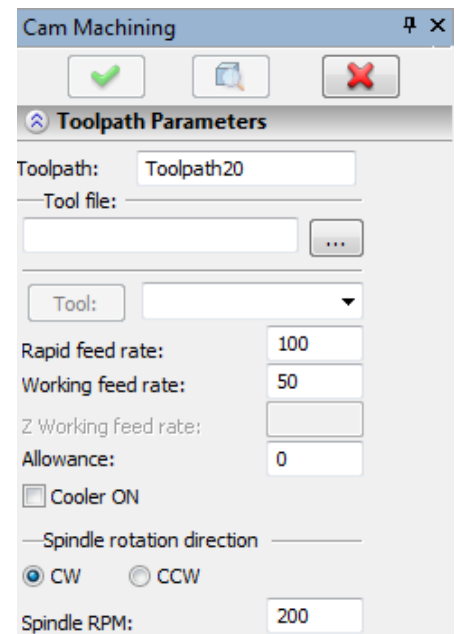 Cam Machining
Toolpath Parameters
Toolpath: Toolpath20
Tool file:
...
Tool:
Rapid feed rate: 100
Working feed rate: 50
Z Working feed rate:
Allowance: 0
Cooler ON
Spindle rotation direction
CW CCW
Spindle RPM: 200